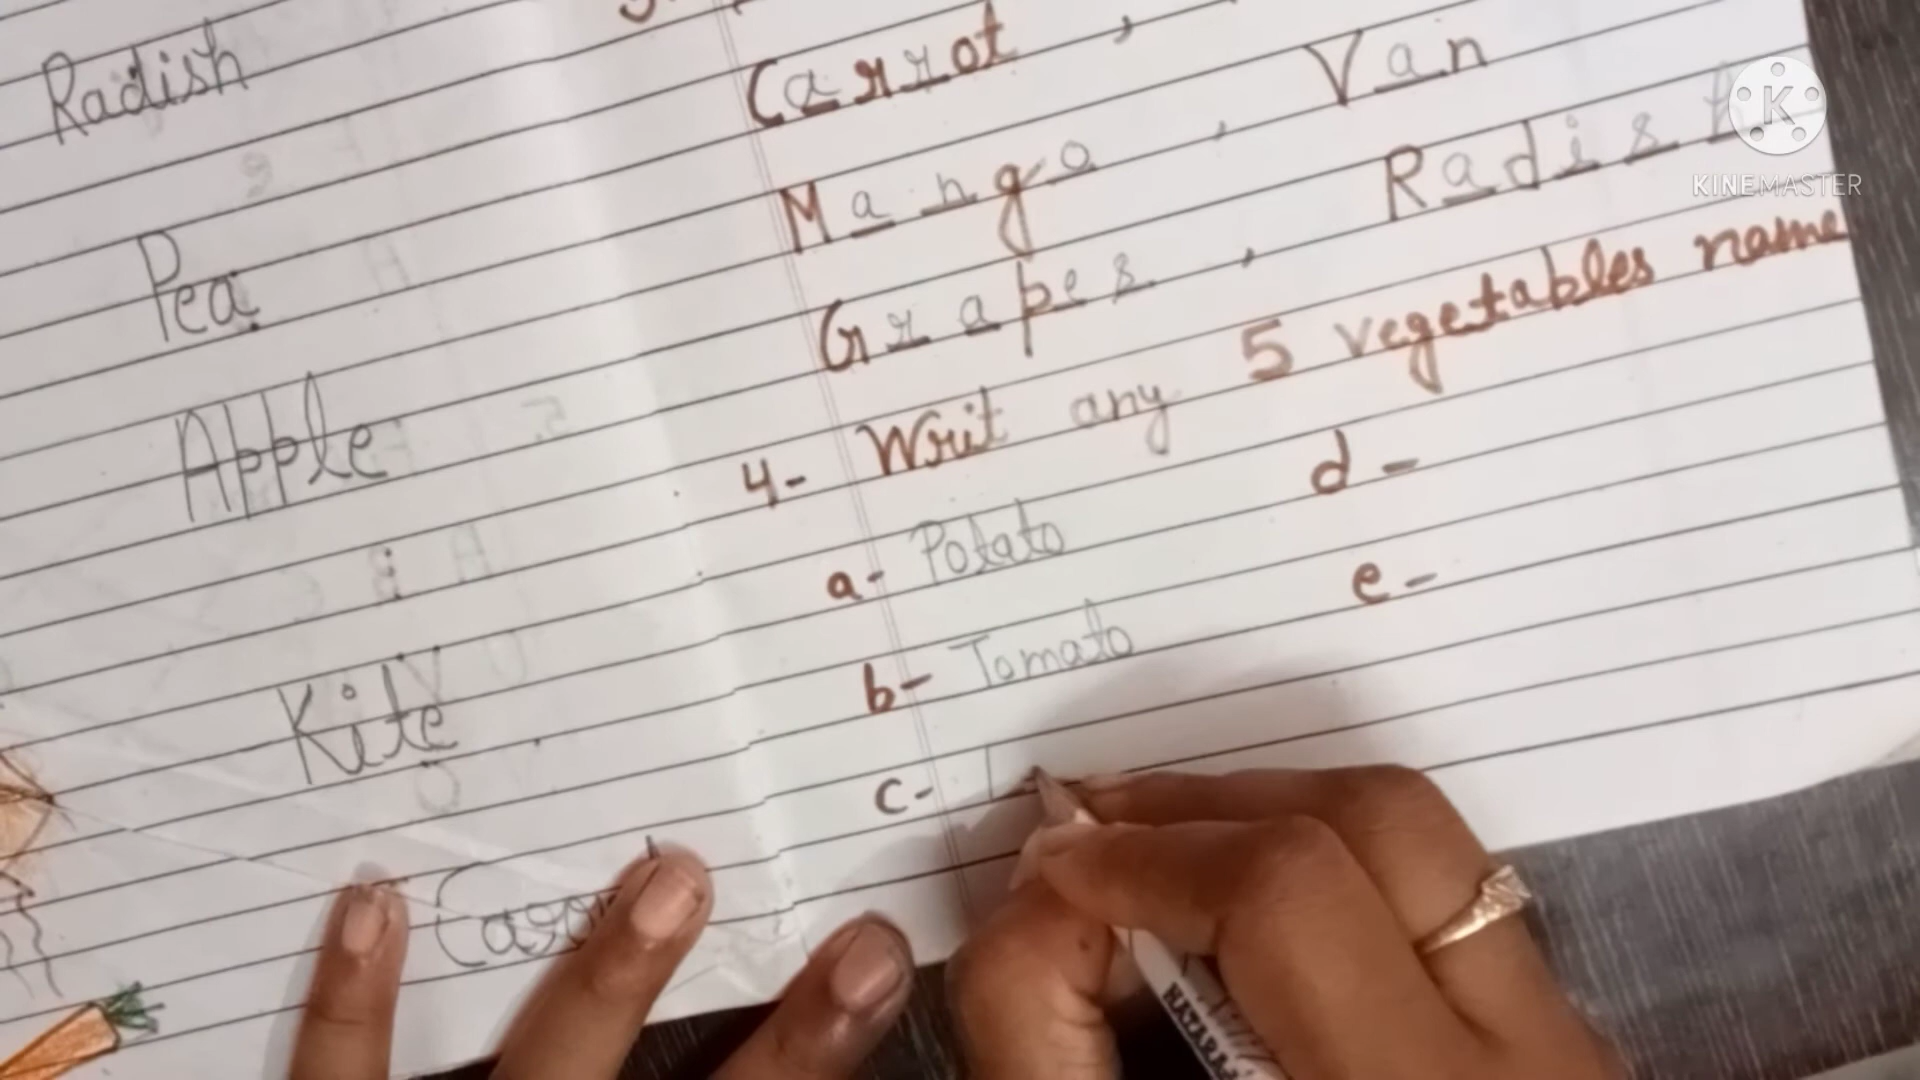 Radish
Pea
Apple
Kite
Carrot ,
Mango , Van
Grapes , Radish
4- Writ any 5 vegetables name
a- Potato
b- Tomato
c-
d -
e -
KINEMASTER